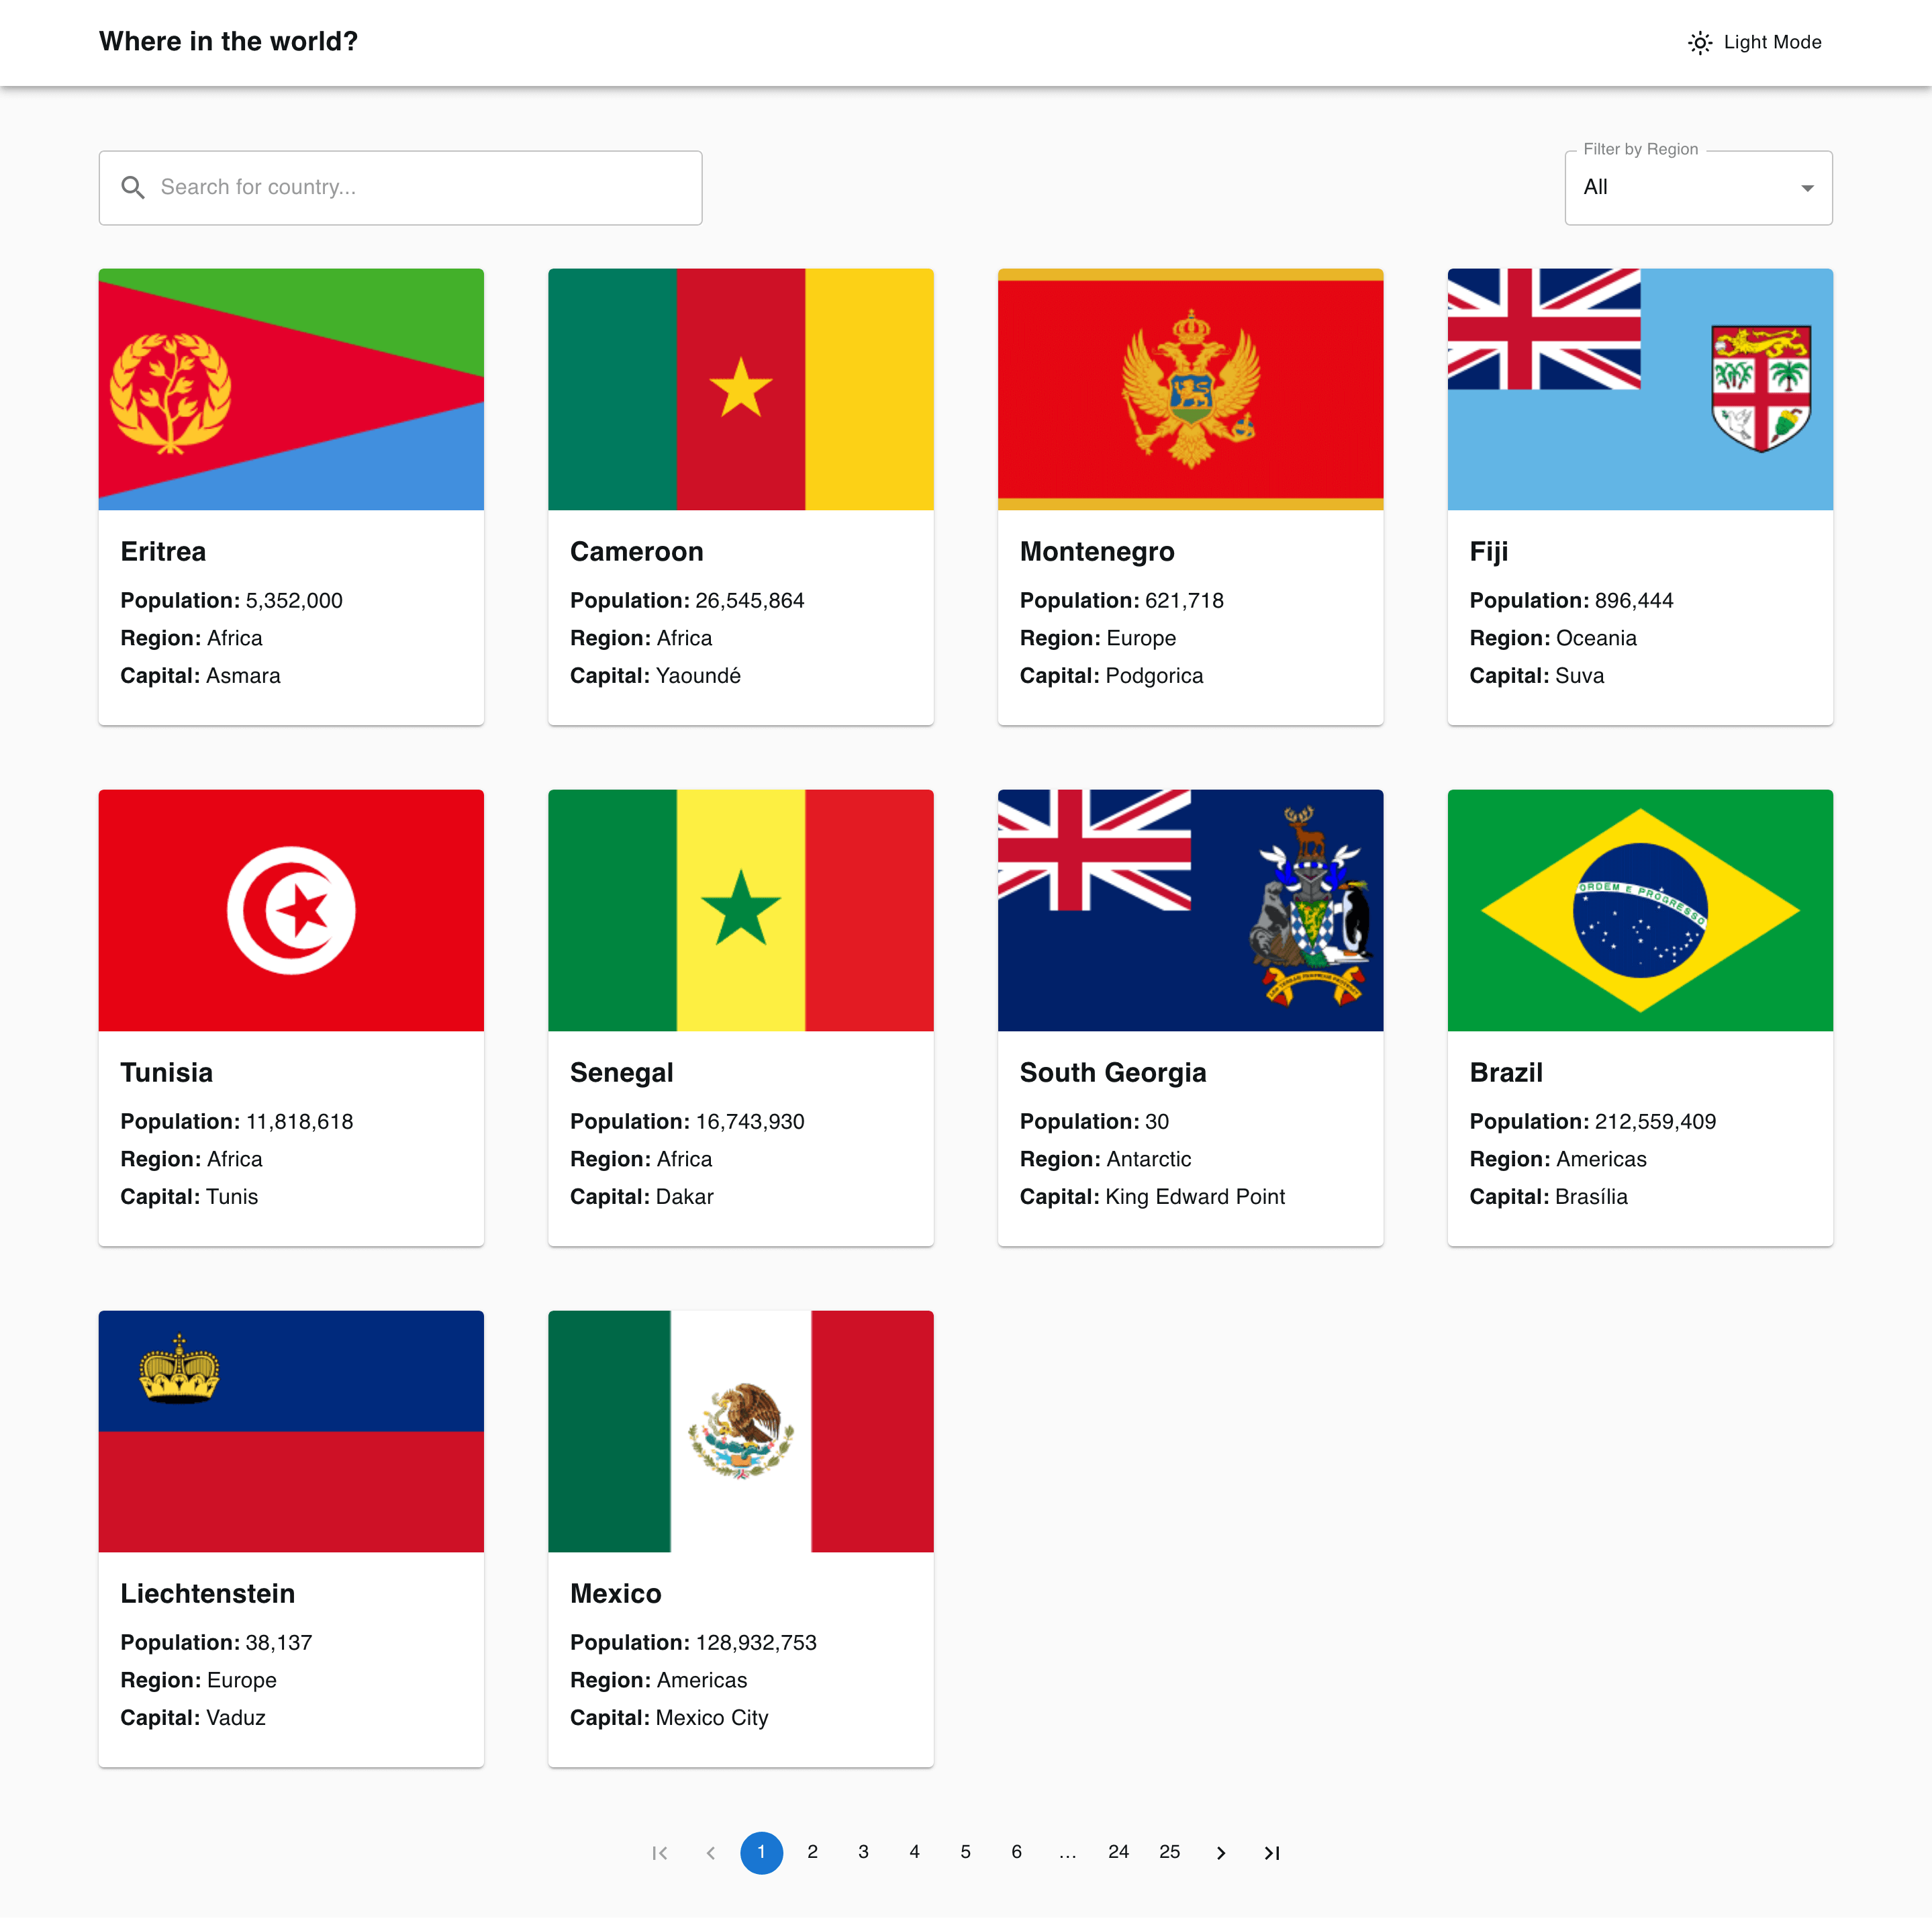 Where in the world?
Light Mode
Search for country...
Filter by Region
All
Eritrea
Population: 5,352,000
Region: Africa
Capital: Asmara
Cameroon
Population: 26,545,864
Region: Africa
Capital: Yaoundé
Montenegro
Population: 621,718
Region: Europe
Capital: Podgorica
Fiji
Population: 896,444
Region: Oceania
Capital: Suva
Tunisia
Population: 11,818,618
Region: Africa
Capital: Tunis
Senegal
Population: 16,743,930
Region: Africa
Capital: Dakar
South Georgia
Population: 30
Region: Antarctic
Capital: King Edward Point
ORDEM E PROGRESSO
Brazil
Population: 212,559,409
Region: Americas
Capital: Brasília
Liechtenstein
Population: 38,137
Region: Europe
Capital: Vaduz
Mexico
Population: 128,932,753
Region: Americas
Capital: Mexico City
1 2 3 4 5 6 … 24 25